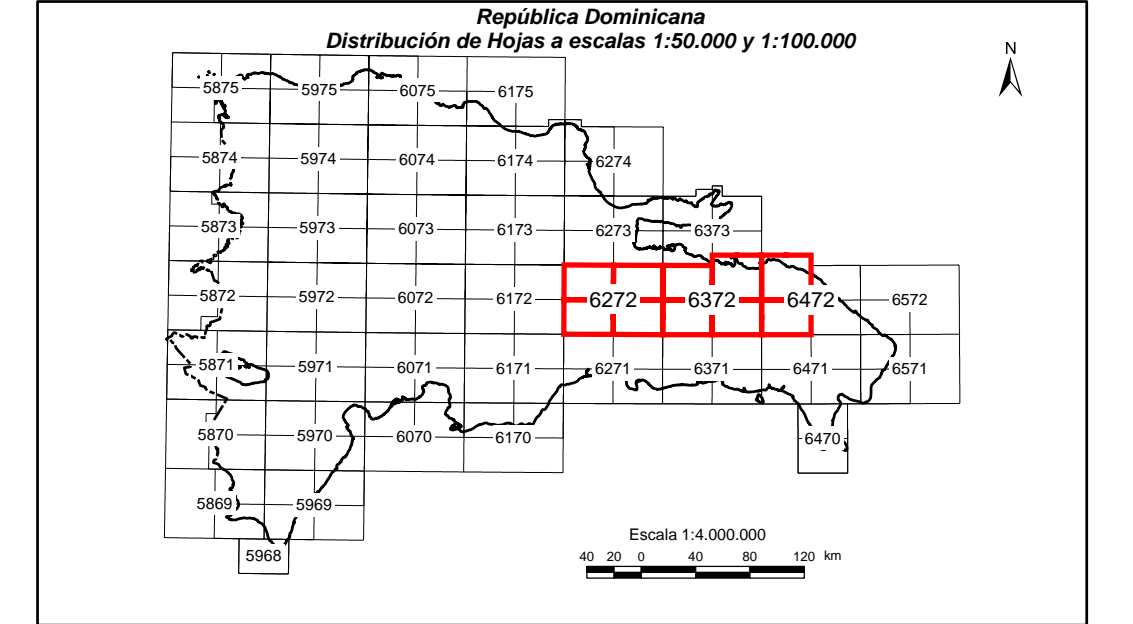 República Dominicana
Distribución de Hojas a escalas 1:50.000 y 1:100.000
N
5875 5975 6075 6175
5874 5974 6074 6174 6274
5873 5973 6073 6173 6273 6373
5872 5972 6072 6172 6272 6372 6472 6572
5871 5971 6071 6171 6271 6371 6471 6571
5870 5970 6070 6170 6470
5869 5969
5968
Escala 1:4.000.000
40 20 0 40 80 120 km